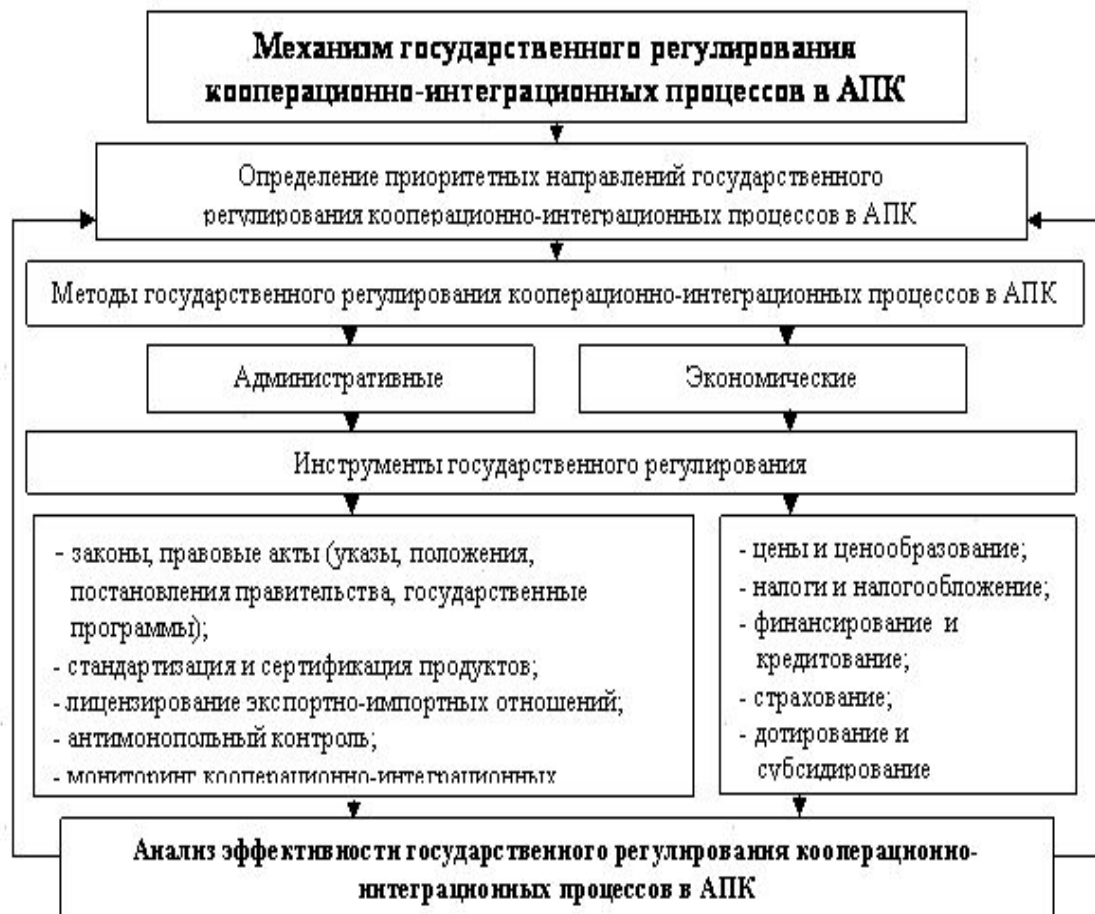 Механизм государственного регулирования
кооперационно-интеграционных процессов в АПК
Определение приоритетных направлений государственного
регулирования кооперационно-интеграционных процессов в АПК
Методы государственного регулирования кооперационно-интеграционных процессов в АПК
Административные
Экономические
Инструменты государственного регулирования
- законы, правовые акты (указы, положения,
постановления правительства, государственные
программы);
- стандартизация и сертификация продуктов;
- лицензирование экспортно-импортных отношений;
- антимонопольный контроль;
- мониторинг кооперационно-интеграционных
- цены и ценообразование;
- налоги и налогообложение;
- финансирование и
кредитование;
- страхование;
- дотирование и
субсидирование
Анализ эффективности государственного регулирования кооперационно-
интеграционных процессов в АПК